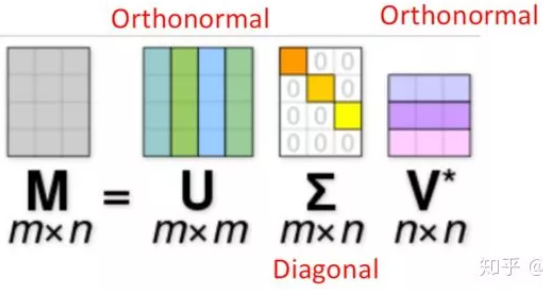 Orthonormal Orthonormal
0 0
0 0
0 0
0 0 0
M = U Σ V*
m×n m×m m×n n×n
Diagonal
知乎 @